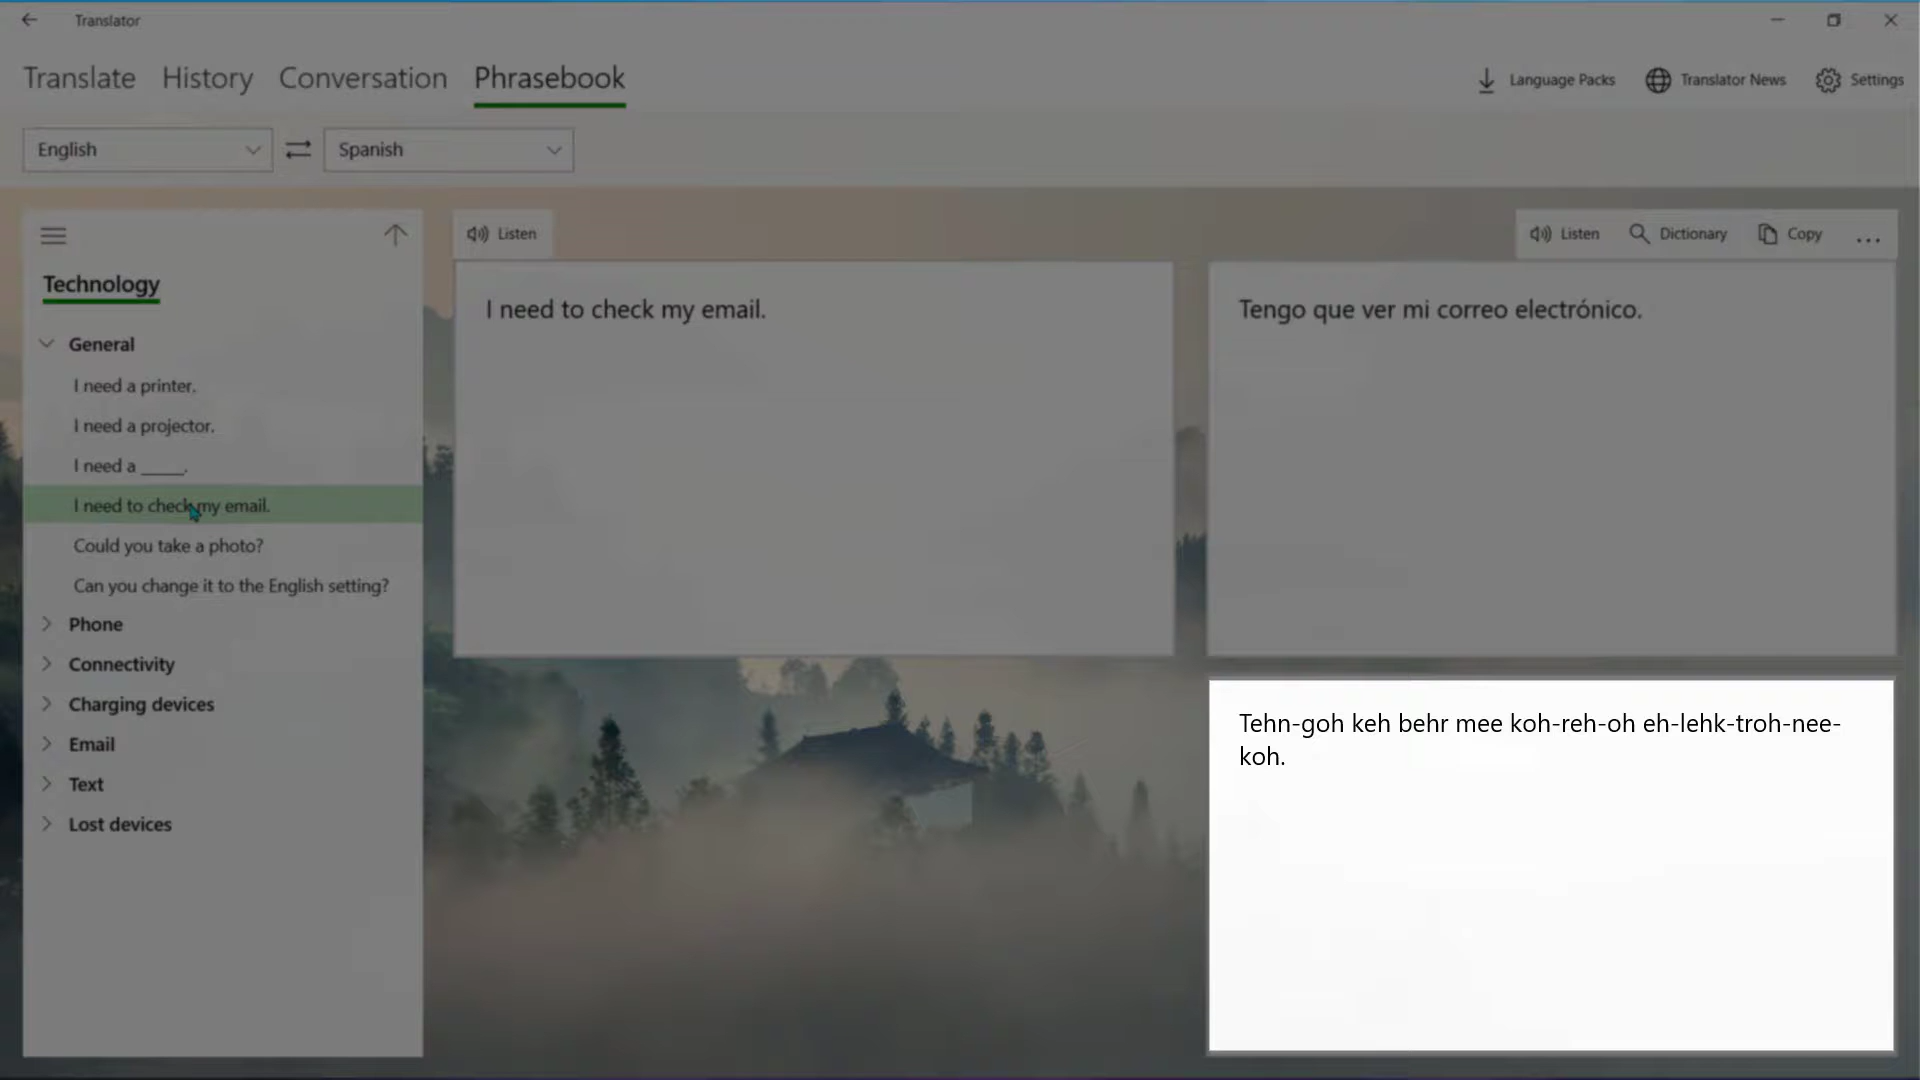 Translator
Translate History Conversation Phrasebook
Language Packs Translator News Settings
English Spanish
Listen
Listen Dictionary Copy ...
Technology
General
I need a printer.
I need a projector.
I need a _____.
I need to check my email.
Could you take a photo?
Can you change it to the English setting?
Phone
Connectivity
Charging devices
Email
Text
Lost devices
I need to check my email.
Tengo que ver mi correo electrónico.
Tehn-goh keh behr mee koh-reh-oh eh-lehk-troh-nee-
koh.